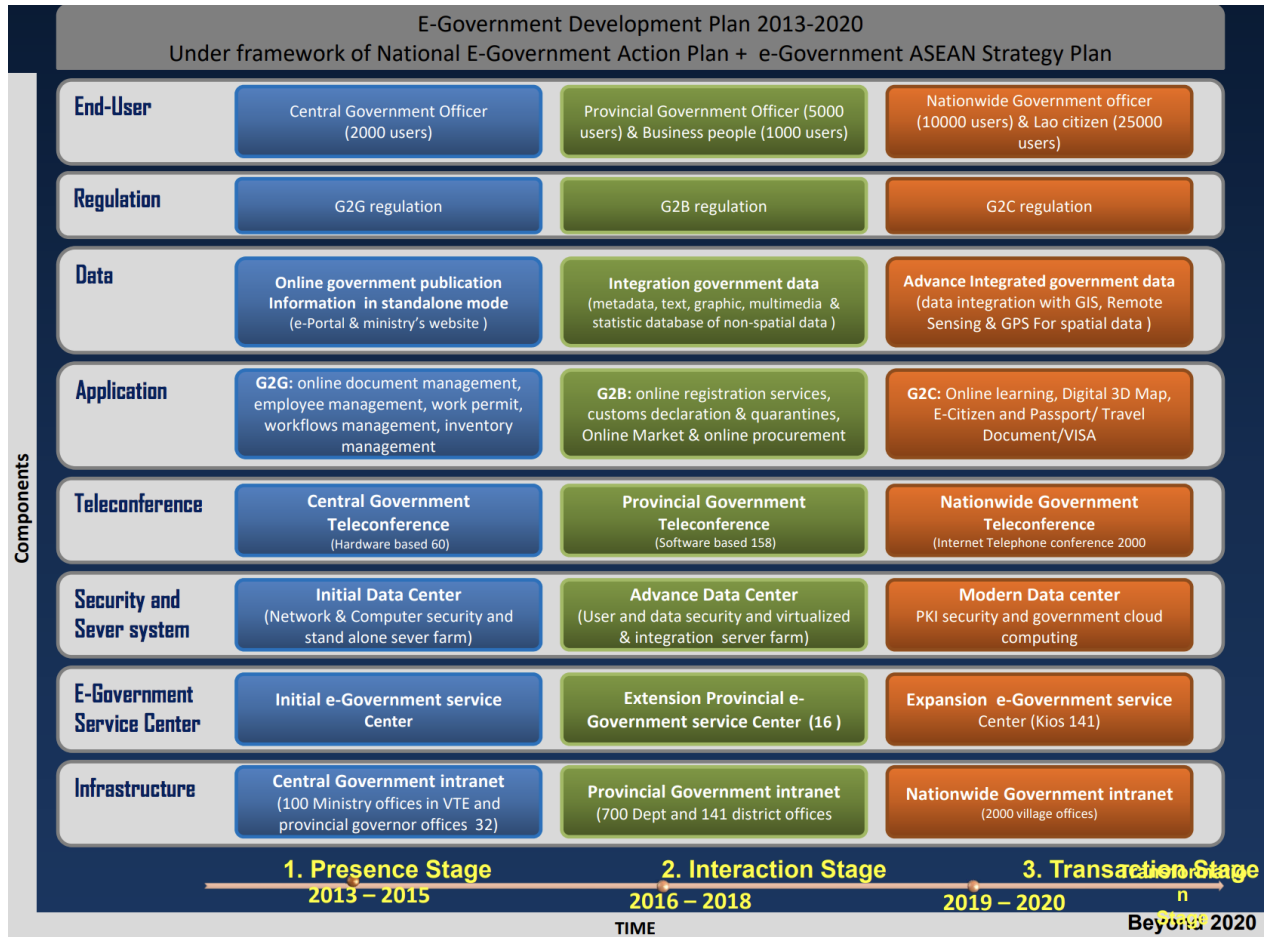 E-Government Development Plan 2013-2020
Under framework of National E-Government Action Plan + e-Government ASEAN Strategy Plan
Components
End-User
Central Government Officer
(2000 users)
Provincial Government Officer (5000
users) & Business people (1000 users)
Nationwide Government officer
(10000 users) & Lao citizen (25000
users)
Regulation
G2G regulation
G2B regulation
G2C regulation
Data
Online government publication
Information in standalone mode
(e-Portal & ministry's website )
Integration government data
(metadata, text, graphic, multimedia &
statistic database of non-spatial data )
Advance Integrated government data
(data integration with GIS, Remote
Sensing & GPS For spatial data )
Application
G2G: online document management,
employee management, work permit,
workflows management, inventory
management
G2B: online registration services,
customs declaration & quarantines,
Online Market & online procurement
G2C: Online learning, Digital 3D Map,
E-Citizen and Passport/ Travel
Document/VISA
Teleconference
Central Government
Teleconference
(Hardware based 60)
Provincial Government
Teleconference
(Software based 158)
Nationwide Government
Teleconference
(Internet Telephone conference 2000
Security and
Sever system
Initial Data Center
(Network & Computer security and
stand alone sever farm)
Advance Data Center
(User and data security and virtualized
& integration server farm)
Modern Data center
PKI security and government cloud
computing
E-Government
Service Center
Initial e-Government service
Center
Extension Provincial e-
Government service Center (16 )
Expansion e-Government service
Center (Kios 141)
Infrastructure
Central Government intranet
(100 Ministry offices in VTE and
provincial governor offices 32)
Provincial Government intranet
(700 Dept and 141 district offices
Nationwide Government intranet
(2000 village offices)
1. Presence Stage
2013 – 2015
2. Interaction Stage
2016 – 2018
3. Transaction Stage
2019 – 2020
Transformatio
n
Stage
Beyond 2020
TIME